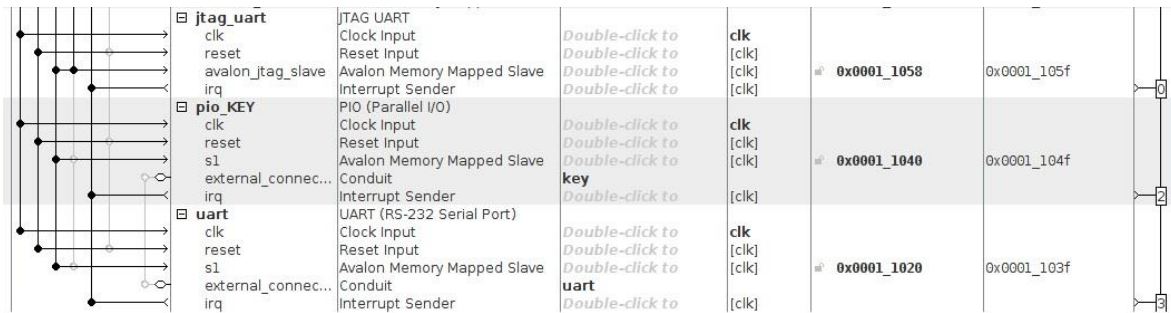 jtag_uart JTAG UART
clk Clock Input Double-click to clk
reset Reset Input Double-click to [clk]
avalon_jtag_slave Avalon Memory Mapped Slave Double-click to [clk] 0x0001_1058 0x0001_105f
irq Interrupt Sender Double-click to [clk] 0
pio_KEY PIO (Parallel I/O)
clk Clock Input Double-click to clk
reset Reset Input Double-click to [clk]
s1 Avalon Memory Mapped Slave Double-click to [clk] 0x0001_1040 0x0001_104f
external_connec... Conduit key
irq Interrupt Sender Double-click to [clk] 2
uart UART (RS-232 Serial Port)
clk Clock Input Double-click to clk
reset Reset Input Double-click to [clk]
s1 Avalon Memory Mapped Slave Double-click to [clk] 0x0001_1020 0x0001_103f
external_connec... Conduit uart
irq Interrupt Sender Double-click to [clk] 3